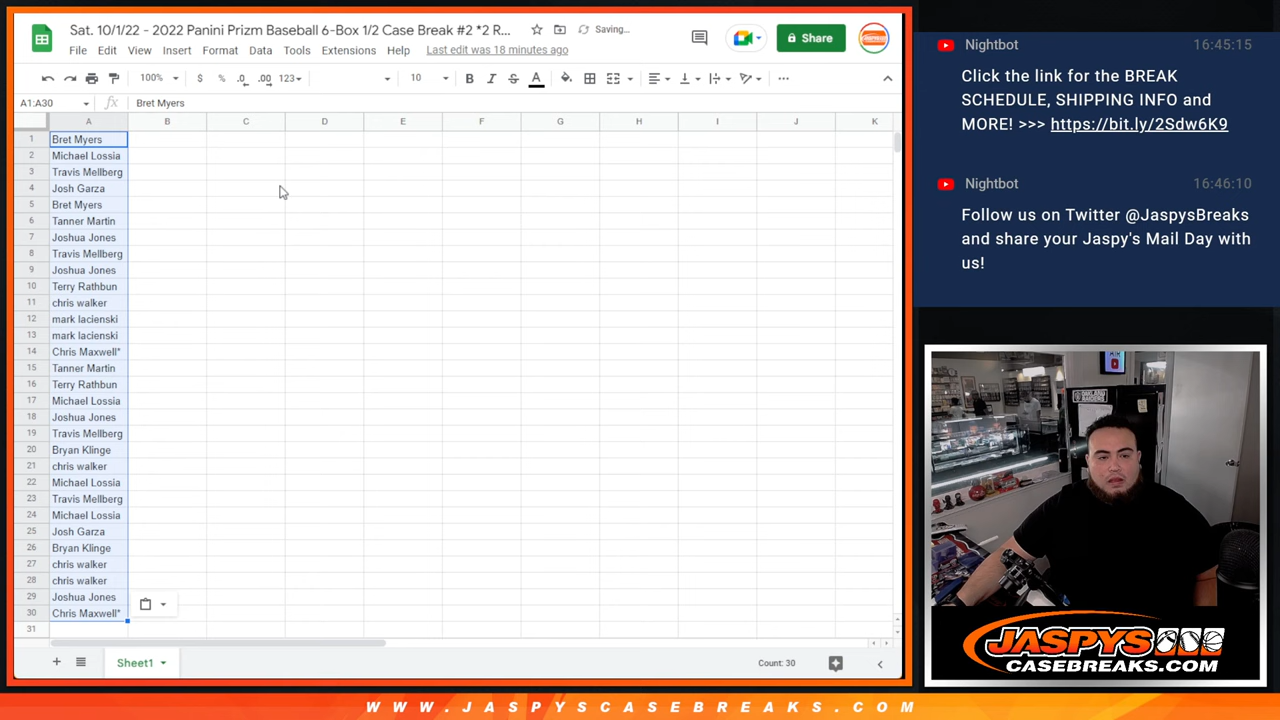 Sat. 10/1/22 - 2022 Panini Prizm Baseball 6-Box 1/2 Case Break #2 *2 R...
Saving...
Share
File Edit View Insert Format Data Tools Extensions Help Last edit was 18 minutes ago
100% $ % .0 .00 123 10 B I S A
A1:A30 fx Bret Myers
A B C D E F G H I J K
1 Bret Myers
2 Michael Lossia
3 Travis Mellberg
4 Josh Garza
5 Bret Myers
6 Tanner Martin
7 Joshua Jones
8 Travis Mellberg
9 Joshua Jones
10 Terry Rathbun
11 chris walker
12 mark lacienski
13 mark lacienski
14 Chris Maxwell*
15 Tanner Martin
16 Terry Rathbun
17 Michael Lossia
18 Joshua Jones
19 Travis Mellberg
20 Bryan Klinge
21 chris walker
22 Michael Lossia
23 Travis Mellberg
24 Michael Lossia
25 Josh Garza
26 Bryan Klinge
27 chris walker
28 chris walker
29 Joshua Jones
30 Chris Maxwell*
31
Sheet1
Count: 30
Nightbot 16:45:15
Click the link for the BREAK
SCHEDULE, SHIPPING INFO and
MORE! >>> https://bit.ly/2Sdw6K9
Nightbot 16:46:10
Follow us on Twitter @JaspysBreaks
and share your Jaspy's Mail Day with
us!
JASPYS
CASEBREAKS.COM
WWW.JASPYSCASEBREAKS.COM